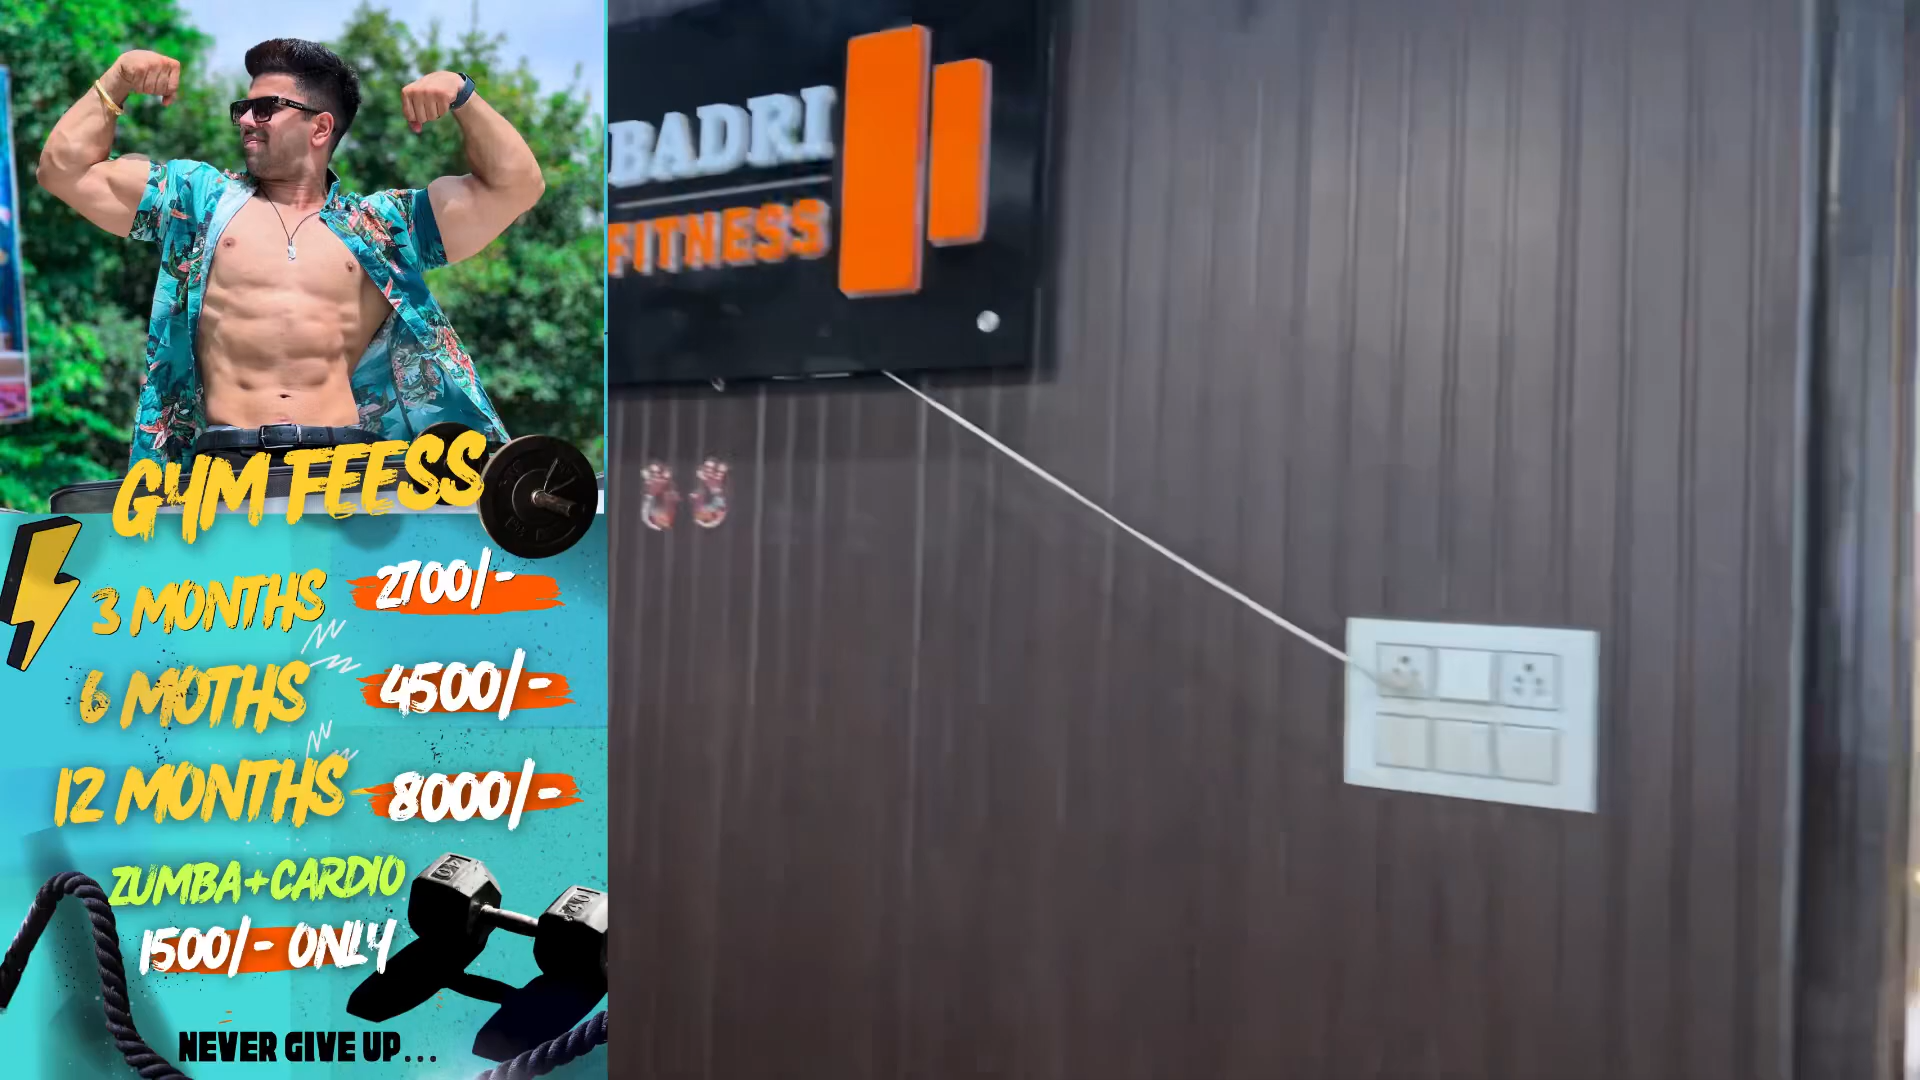 GYM FEESS
3 MONTHS 2700/-
6 MOTHS 4500/-
12 MONTHS 8000/-
ZUMBA+CARDIO
1500/- ONLY
NEVER GIVE UP...
BADRI
FITNESS